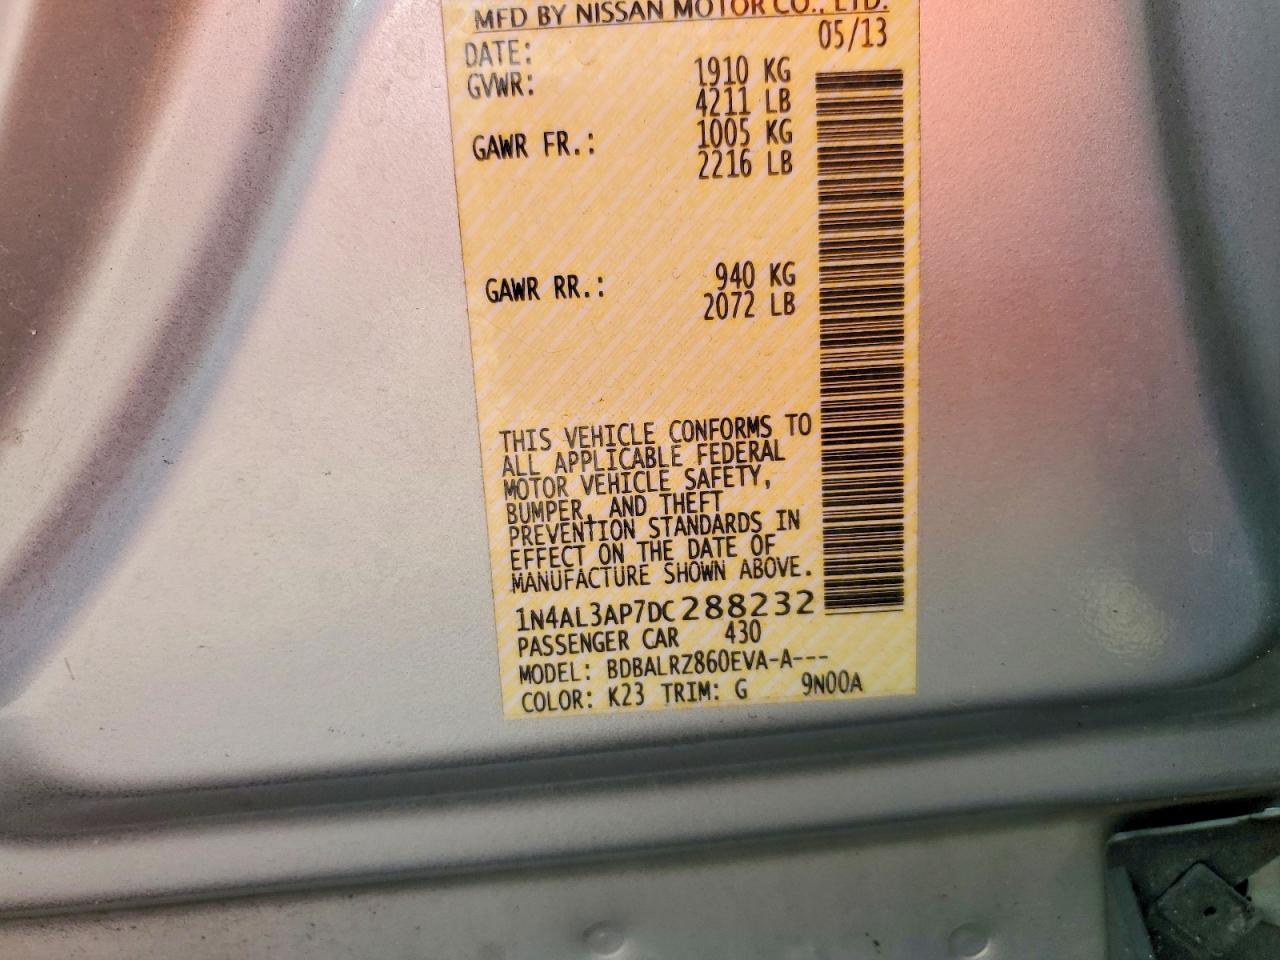 MFD BY NISSAN MOTOR CO., LTD.
DATE: 05/13
GVWR: 1910 KG
4211 LB
GAWR FR.: 1005 KG
2216 LB
GAWR RR.: 940 KG
2072 LB
THIS VEHICLE CONFORMS TO
ALL APPLICABLE FEDERAL
MOTOR VEHICLE SAFETY,
BUMPER, AND THEFT
PREVENTION STANDARDS IN
EFFECT ON THE DATE OF
MANUFACTURE SHOWN ABOVE.
1N4AL3AP7DC288232
PASSENGER CAR 430
MODEL: BDBALRZ860EVA-A---
COLOR: K23 TRIM: G 9N00A